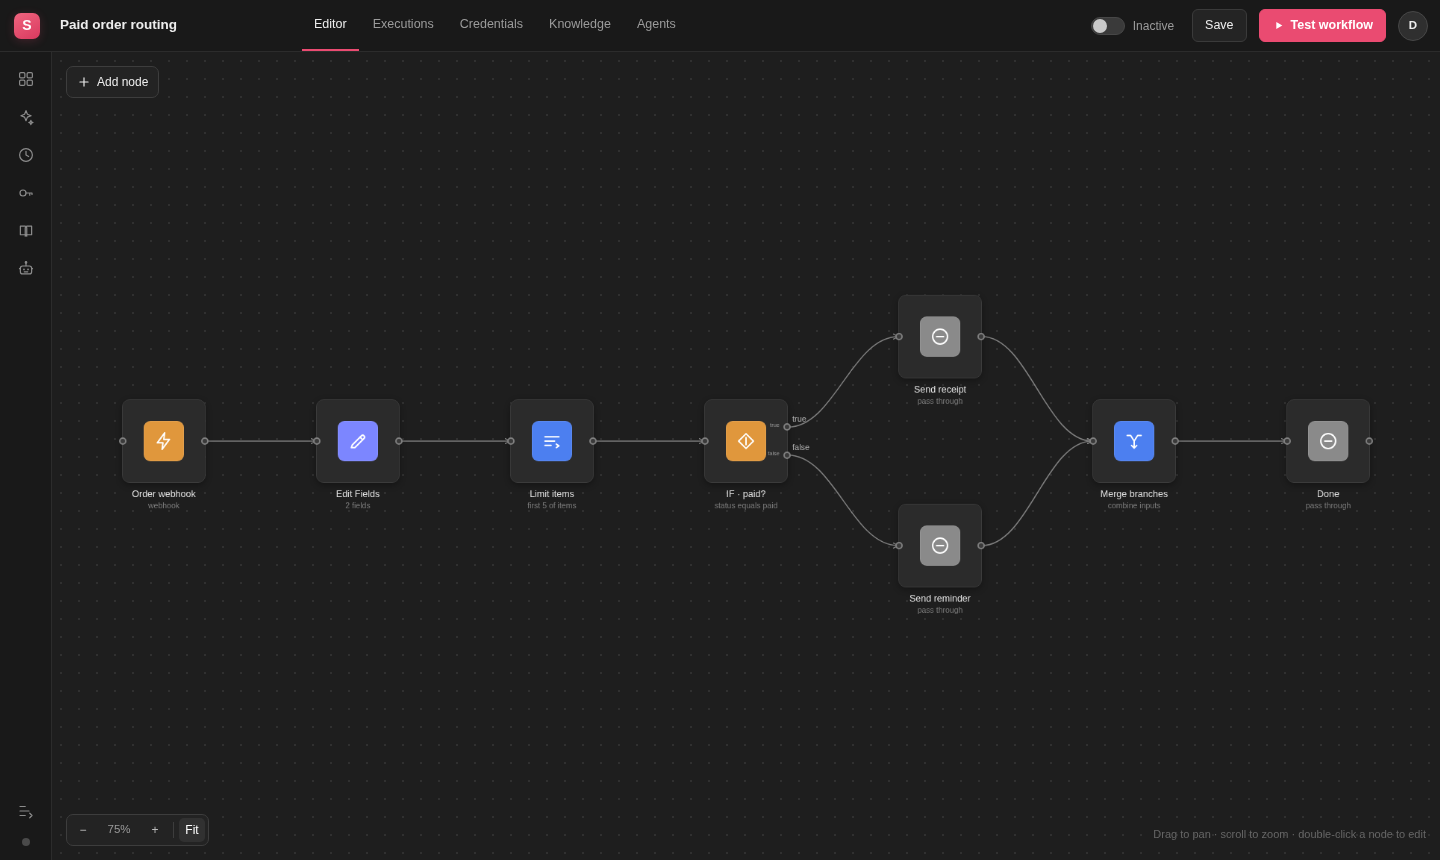 S
Paid order routing
Editor
Executions
Credentials
Knowledge
Agents
Inactive
Save
Test workflow
D
Add node
Send receipt
pass through
true
true
false
false
Order webhook
webhook
Edit Fields
2 fields
Limit items
first 5 of items
IF · paid?
status equals paid
Merge branches
combine inputs
Done
pass through
Send reminder
pass through
− 75% + Fit
Drag to pan · scroll to zoom · double-click a node to edit